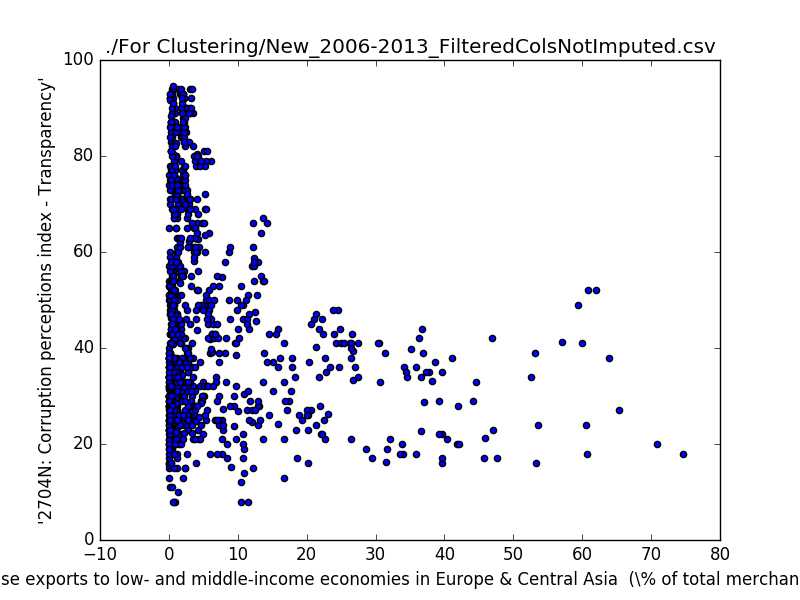 ./For Clustering/New_2006-2013_FilteredColsNotImputed.csv
100
80
60
40
20
0
'2704N: Corruption perceptions index - Transparency'
−10 0 10 20 30 40 50 60 70 80
se exports to low- and middle-income economies in Europe & Central Asia (\% of total merchan